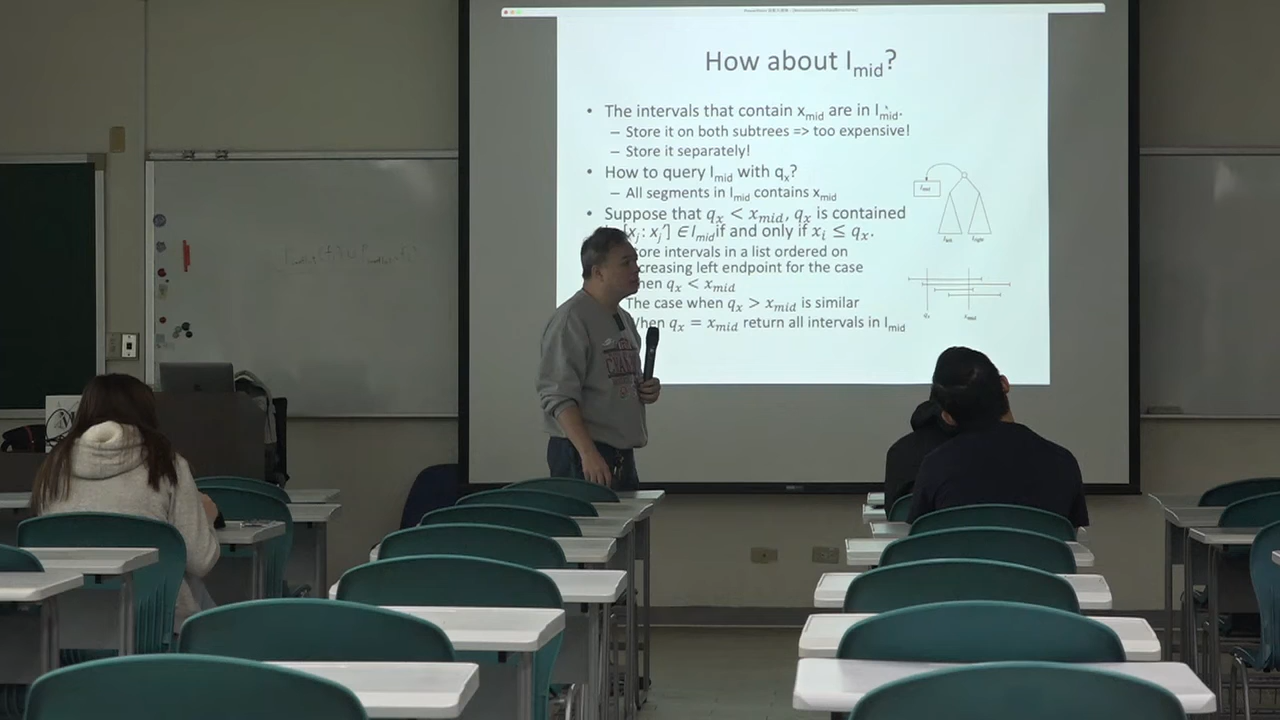 How about Imid?
• The intervals that contain xmid are in Imid.
– Store it on both subtrees => too expensive!
– Store it separately!
• How to query Imid with qx?
– All segments in Imid contains xmid
• Suppose that qx < xmid, qx is contained
[xj : xj′] ∈ Imid if and only if xi ≤ qx.
intervals in a list ordered on
left endpoint for the case
qx < xmid
The case when qx > xmid is similar
When qx = xmid return all intervals in Imid
Imid
Ileft
Iright
qx
xmid